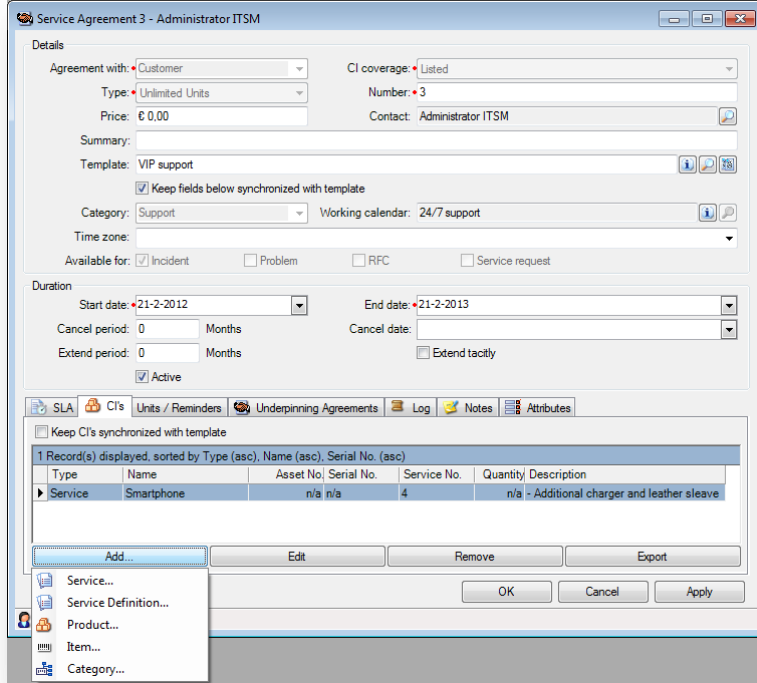 Service Agreement 3 - Administrator ITSM
Details
Agreement with: Customer CI coverage: Listed
Type: Unlimited Units Number: 3
Price: € 0,00 Contact: Administrator ITSM
Summary:
Template: VIP support
Keep fields below synchronized with template
Category: Support Working calendar: 24/7 support
Time zone:
Available for: Incident Problem RFC Service request
Duration
Start date: 21-2-2012 End date: 21-2-2013
Cancel period: 0 Months Cancel date:
Extend period: 0 Months Extend tacitly
Active
SLA CI's Units / Reminders Underpinning Agreements Log Notes Attributes
Keep CI's synchronized with template
1 Record(s) displayed, sorted by Type (asc), Name (asc), Serial No. (asc)
Type Name Asset No. Serial No. Service No. Quantity Description
Service Smartphone n/a n/a 4 n/a - Additional charger and leather sleave
Add... Edit Remove Export
OK Cancel Apply
Service...
Service Definition...
Product...
Item...
Category...